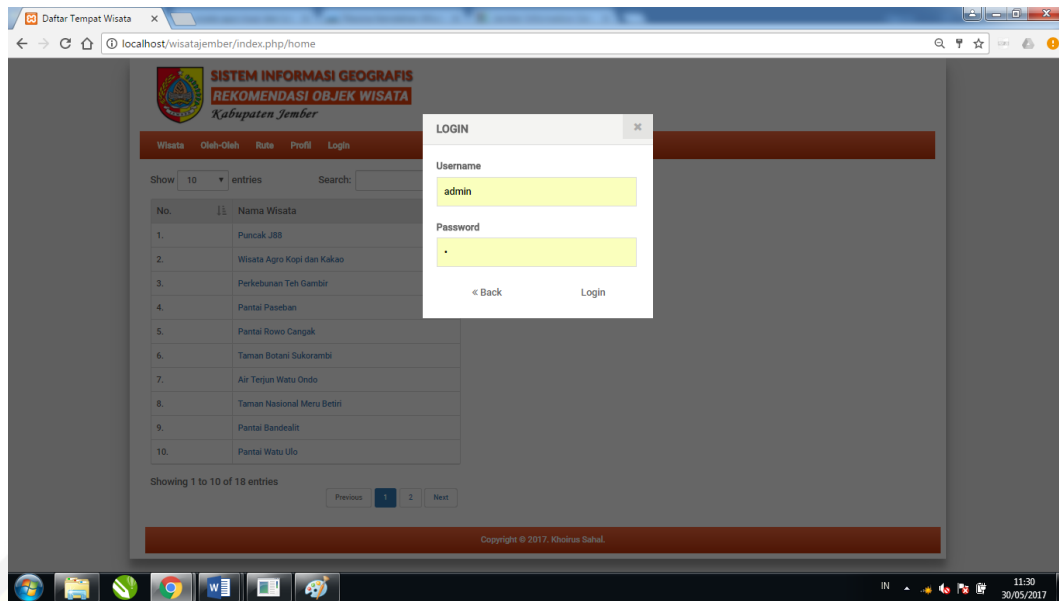 Daftar Tempat Wisata
localhost/wisatajember/index.php/home
SISTEM INFORMASI GEOGRAFIS
REKOMENDASI OBJEK WISATA
Kabupaten Jember
Wisata Oleh-Oleh Rute Profil Login
Show 10 entries Search:
No. Nama Wisata
1. Puncak J88
2. Wisata Agro Kopi dan Kakao
3. Perkebunan Teh Gambir
4. Pantai Paseban
5. Pantai Rowo Cangak
6. Taman Botani Sukorambi
7. Air Terjun Watu Ondo
8. Taman Nasional Meru Betiri
9. Pantai Bandealit
10. Pantai Watu Ulo
Showing 1 to 10 of 18 entries
Previous 1 2 Next
LOGIN
Username
admin
Password
« Back Login
Copyright © 2017. Khoirus Sahal.
IN
11:30
30/05/2017